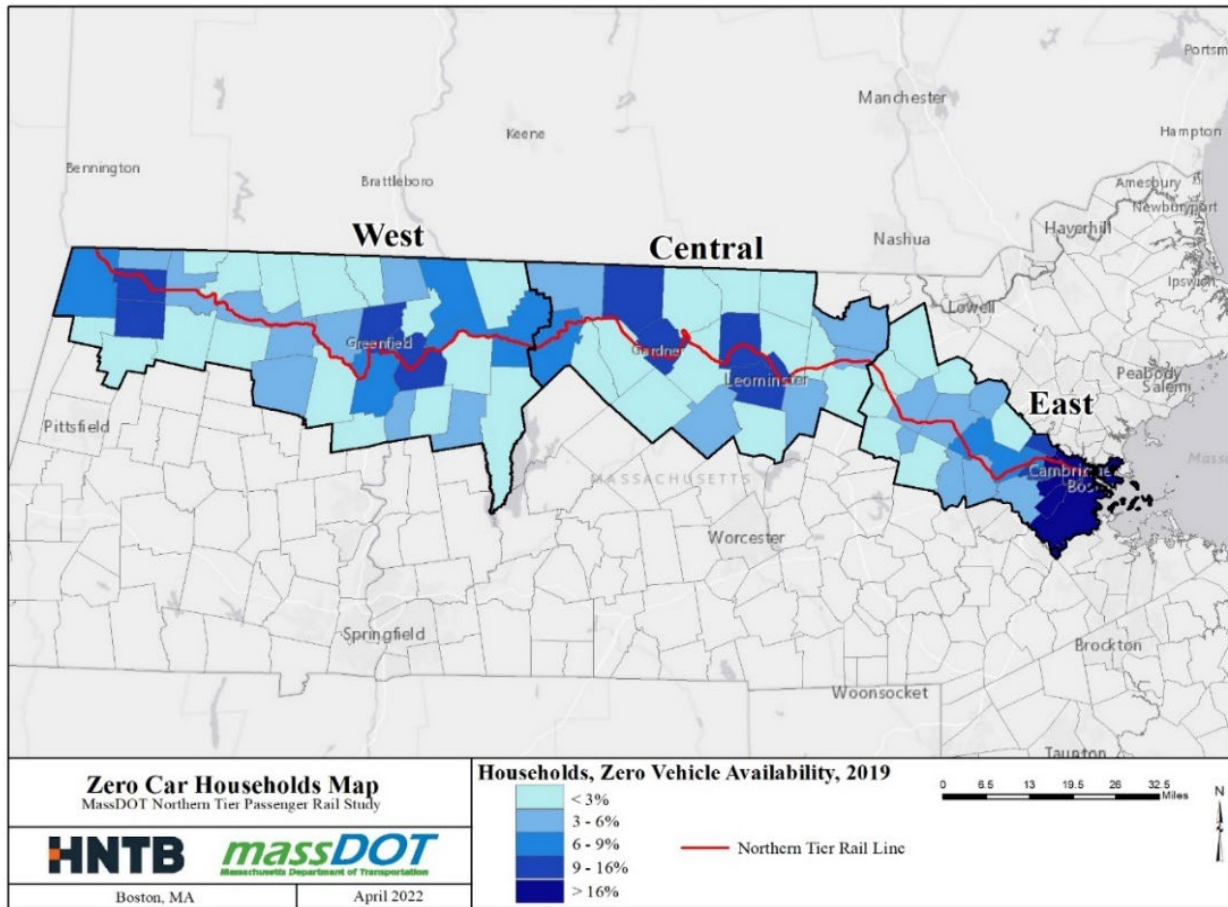 Portsm
Manchester
Keene
Hampton
Bennington
Brattleboro
Amesbury
Newburyport
Haverhill
Nashua
West
Central
Ipswich
Lowell
Greenfield
Gardner
Peabody
Salem
Leominster
East
Pittsfield
MASSACHUSETTS
Cambridge
Bos
Mass
Worcester
Springfield
Brockton
Woonsocket
Taunton
Zero Car Households Map
MassDOT Northern Tier Passenger Rail Study
HNTB
massDOT
Massachusetts Department of Transportation
Boston, MA
April 2022
Households, Zero Vehicle Availability, 2019
< 3%
3 - 6%
6 - 9%
9 - 16%
> 16%
Northern Tier Rail Line
0 6.5 13 19.5 26 32.5
Miles
N